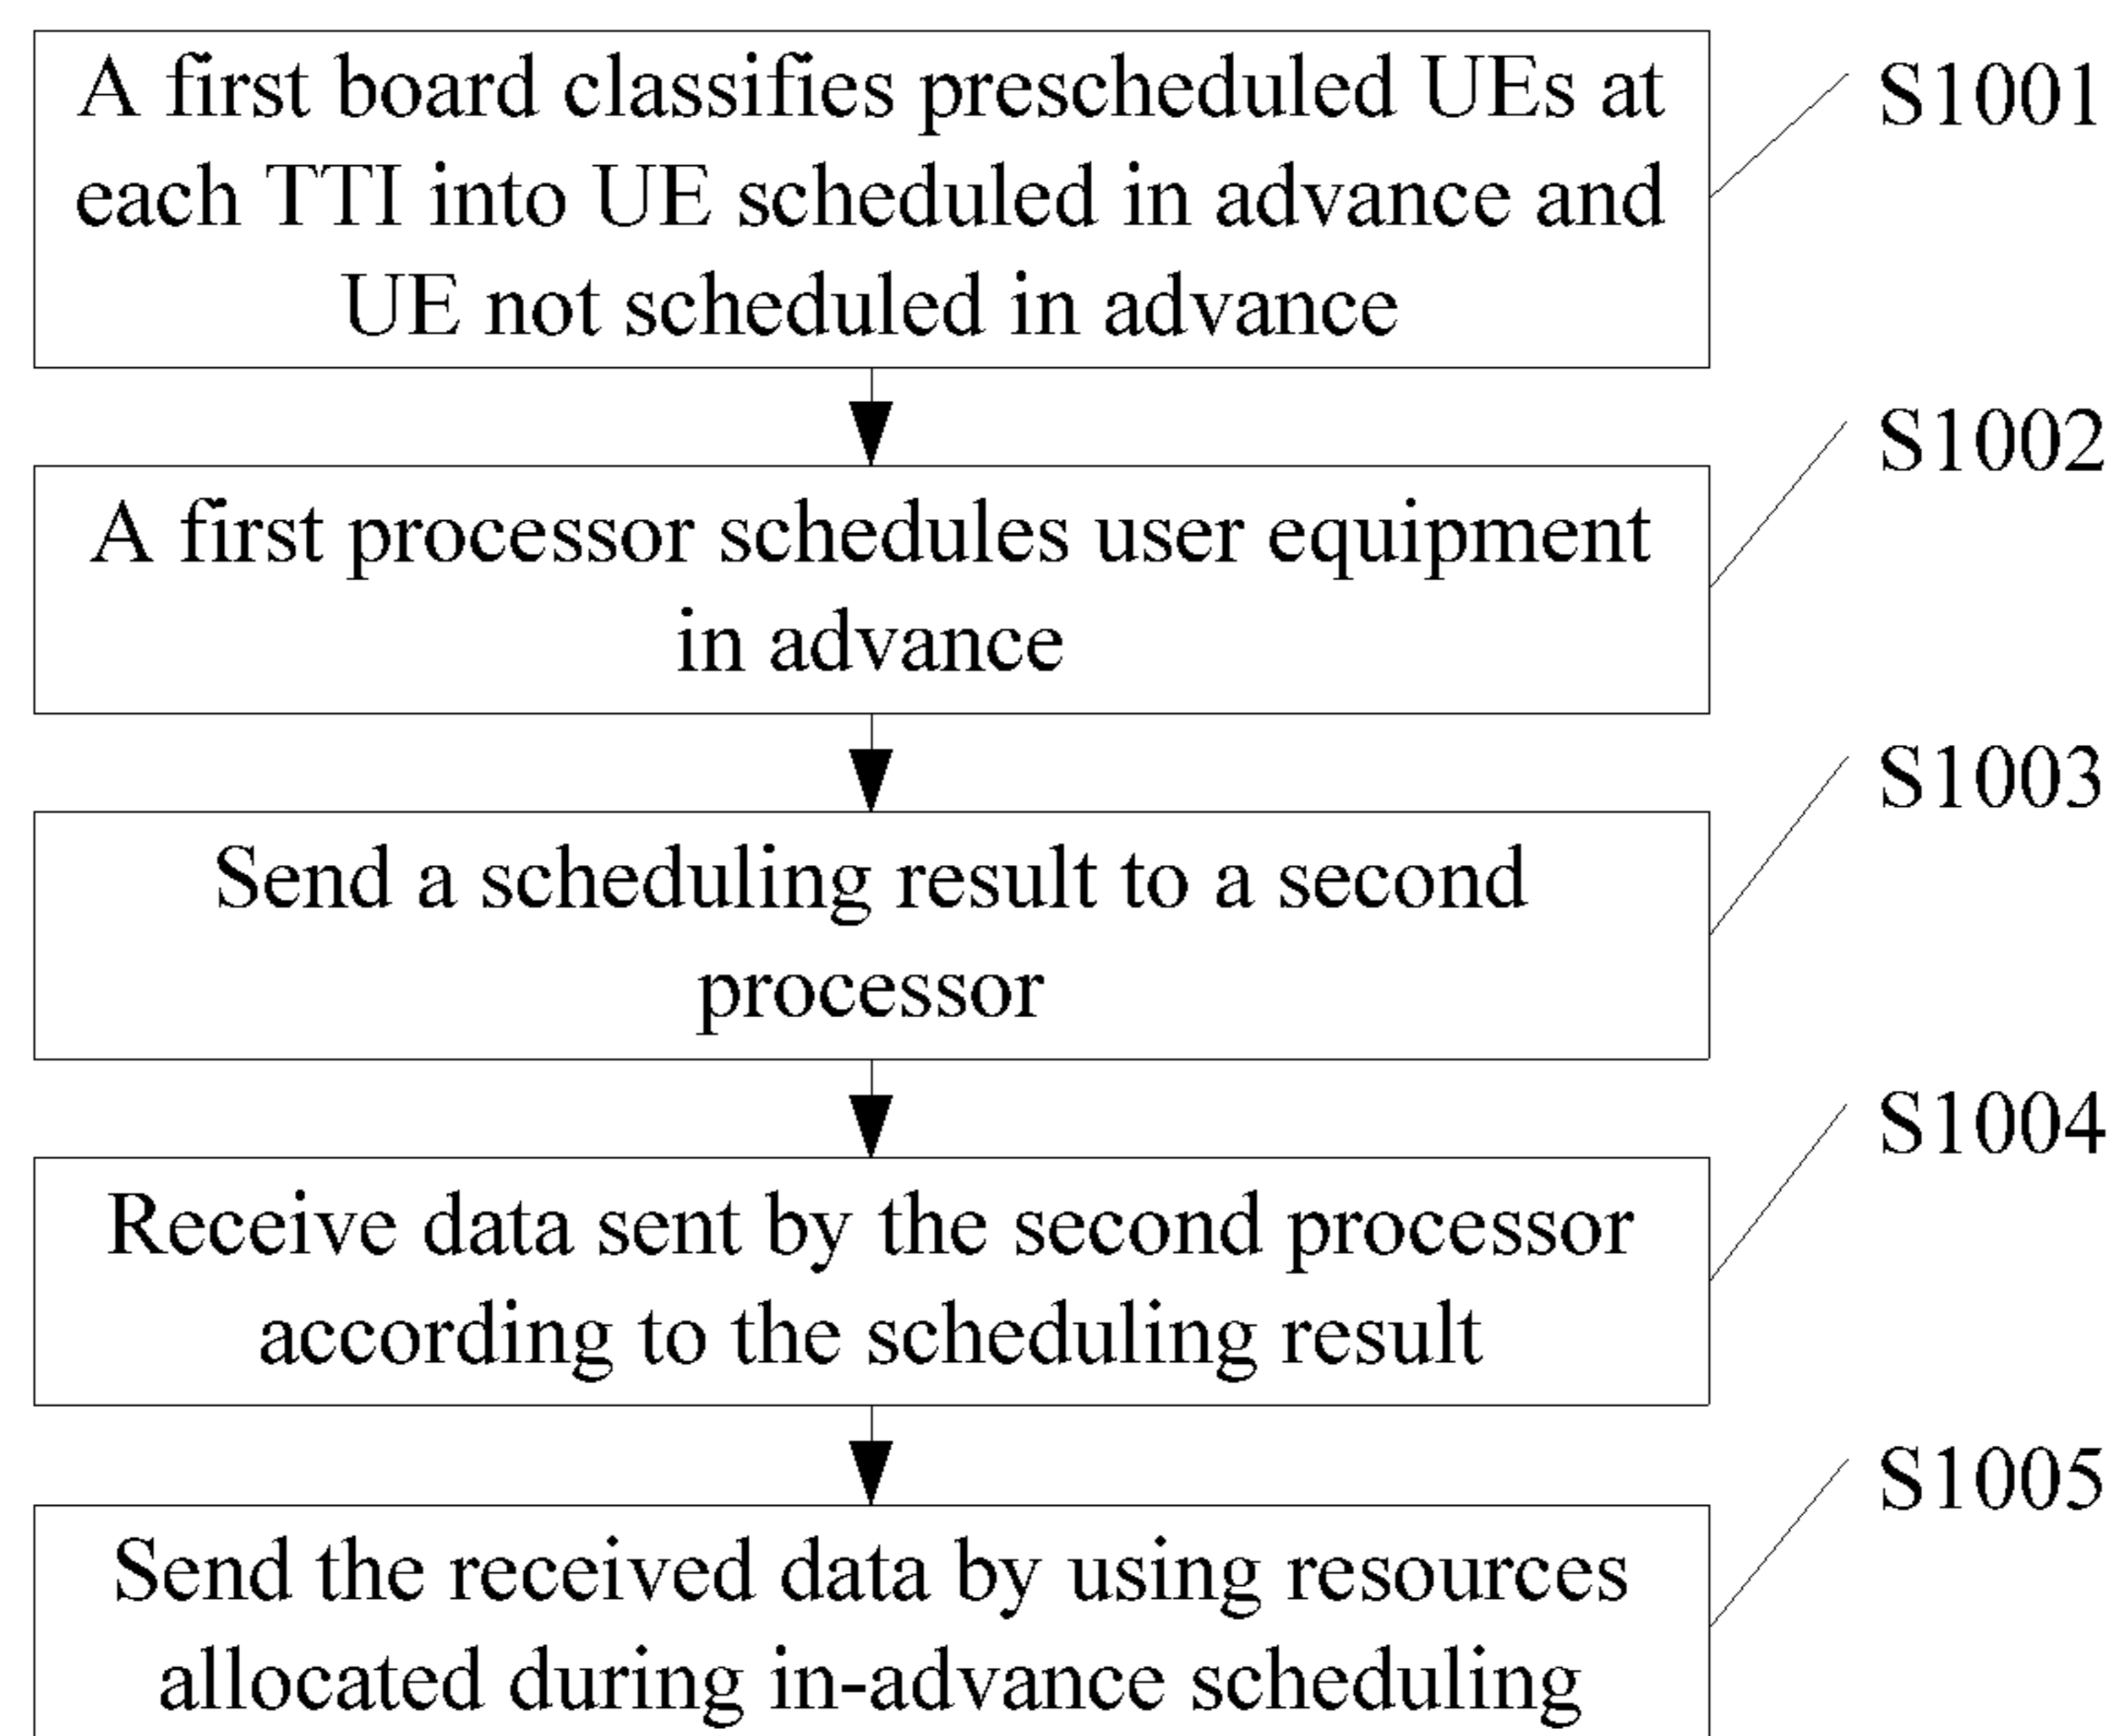 A first board classifies prescheduled UEs at
each TTI into UE scheduled in advance and
UE not scheduled in advance
S1001
A first processor schedules user equipment
in advance
S1002
Send a scheduling result to a second
processor
S1003
Receive data sent by the second processor
according to the scheduling result
S1004
Send the received data by using resources
allocated during in-advance scheduling
S1005